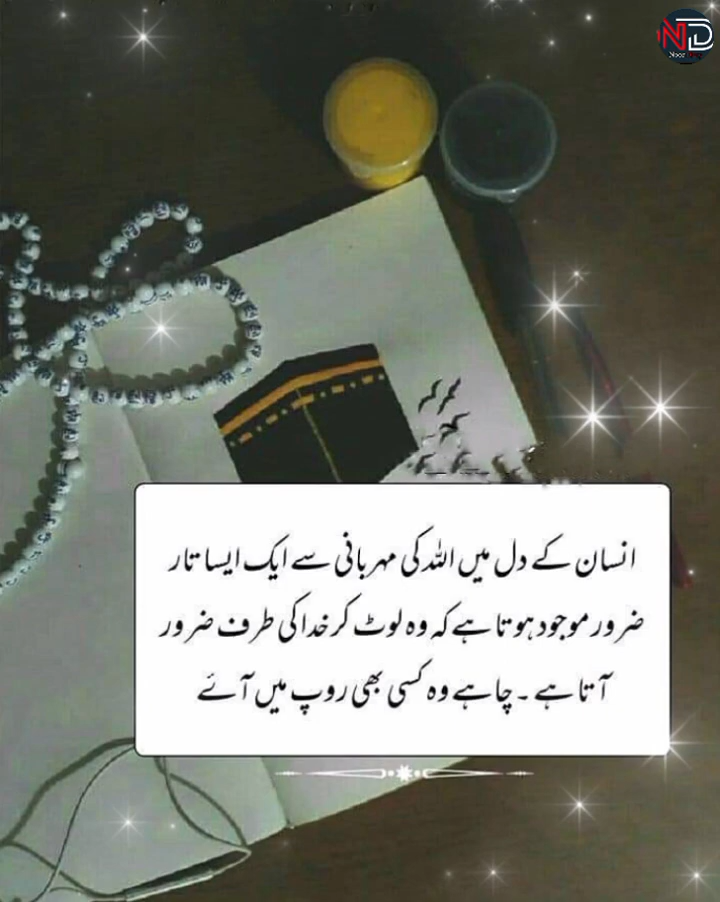 ND
انسان کے دل میں اللہ کی مہربانی سے ایک ایسا تار
ضرور موجود ہوتا ہے کہ وہ لوٹ کر خدا کی طرف ضرور
آتا ہے ۔ چاہے وہ کسی بھی روپ میں آئے